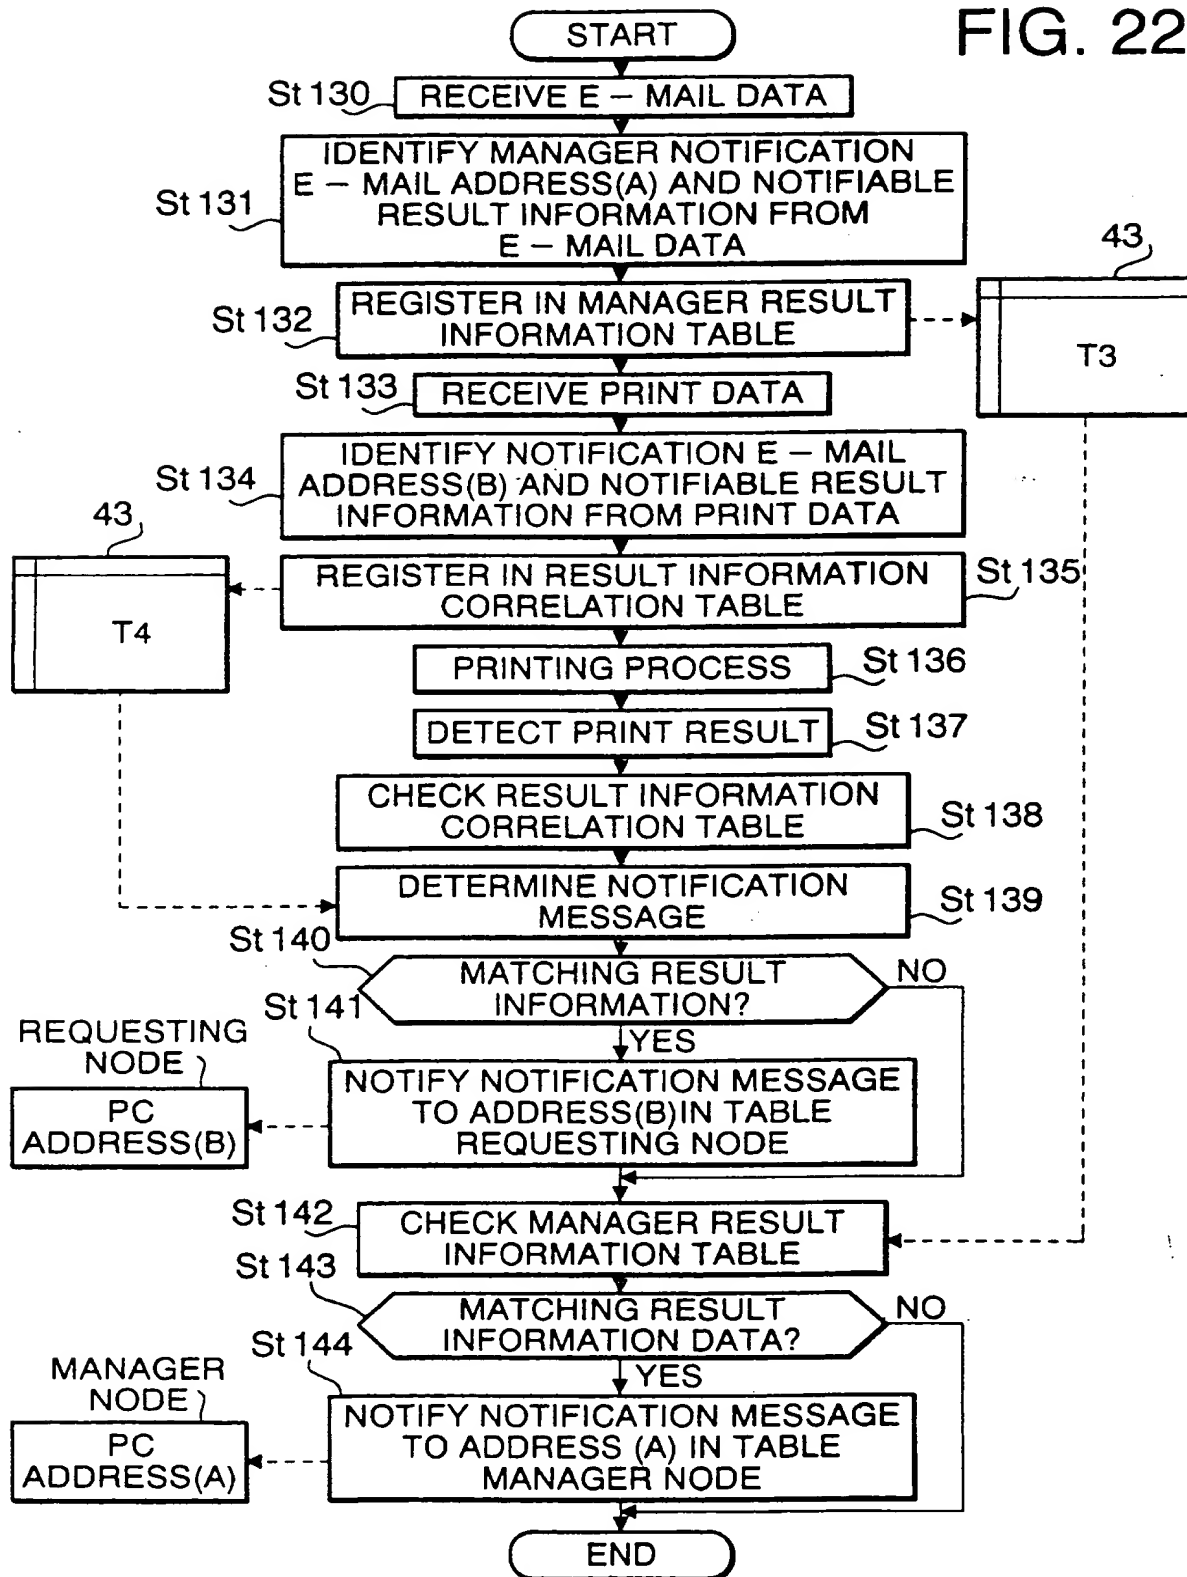 FIG. 22
START
St 130
RECEIVE E – MAIL DATA
St 131
IDENTIFY MANAGER NOTIFICATION
E – MAIL ADDRESS(A) AND NOTIFIABLE
RESULT INFORMATION FROM
E – MAIL DATA
43
St 132
REGISTER IN MANAGER RESULT
INFORMATION TABLE
T3
St 133
RECEIVE PRINT DATA
St 134
IDENTIFY NOTIFICATION E – MAIL
ADDRESS(B) AND NOTIFIABLE RESULT
INFORMATION FROM PRINT DATA
43
T4
REGISTER IN RESULT INFORMATION
CORRELATION TABLE
St 135
PRINTING PROCESS
St 136
DETECT PRINT RESULT
St 137
CHECK RESULT INFORMATION
CORRELATION TABLE
St 138
DETERMINE NOTIFICATION
MESSAGE
St 139
St 140
MATCHING RESULT
INFORMATION?
NO
YES
St 141
REQUESTING
NODE
PC
ADDRESS(B)
NOTIFY NOTIFICATION MESSAGE
TO ADDRESS(B)IN TABLE
REQUESTING NODE
St 142
CHECK MANAGER RESULT
INFORMATION TABLE
St 143
MATCHING RESULT
INFORMATION DATA?
NO
YES
St 144
MANAGER
NODE
PC
ADDRESS(A)
NOTIFY NOTIFICATION MESSAGE
TO ADDRESS (A) IN TABLE
MANAGER NODE
END